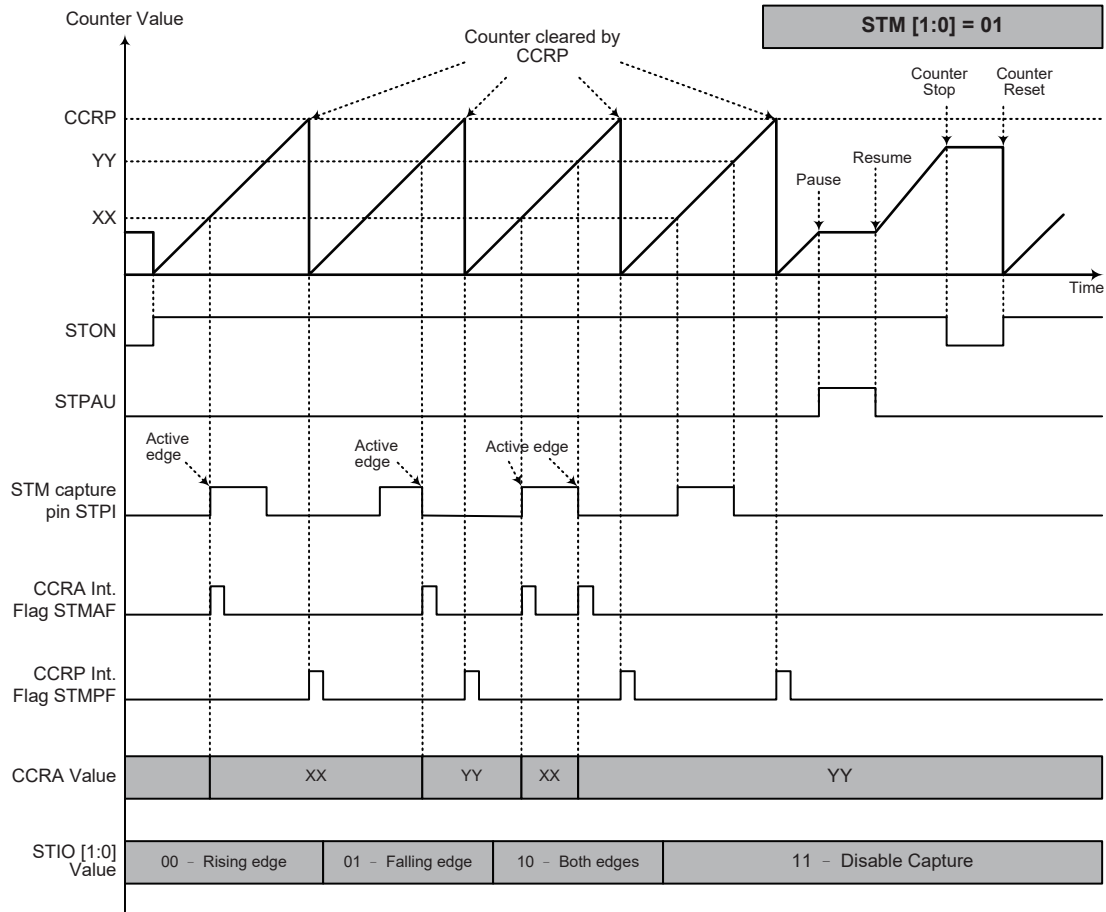 Counter Value
STM [1:0] = 01
Counter cleared by
CCRP
Counter
Stop
Counter
Reset
CCRP
YY
XX
Pause
Resume
Time
STON
STPAU
Active
edge
Active
edge
Active edge
STM capture
pin STPI
CCRA Int.
Flag STMAF
CCRP Int.
Flag STMPF
CCRA Value
XX
YY
XX
YY
STIO [1:0]
Value
00 – Rising edge
01 – Falling edge
10 – Both edges
11 – Disable Capture